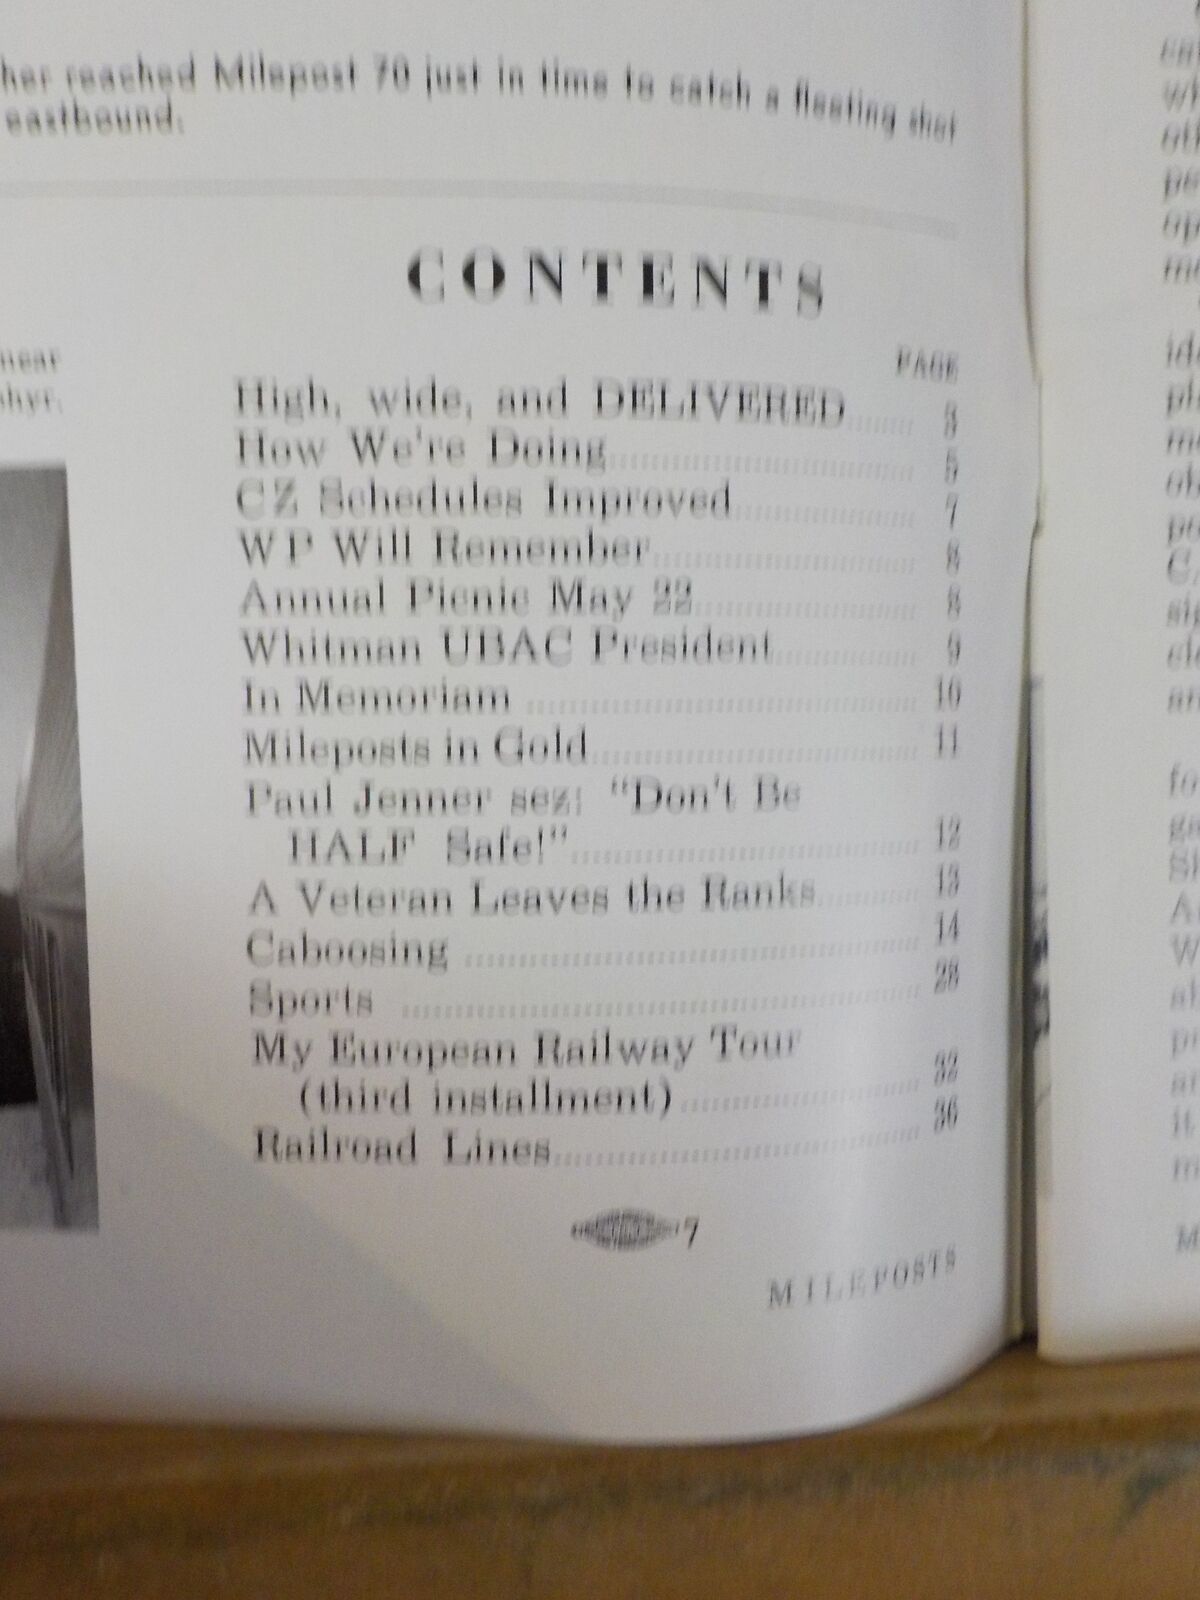 her reached Milepost 70 just in time to catch a fleeting shot
eastbound.
CONTENTS
near
phyr.
PAGE
High, wide, and DELIVERED 3
How We're Doing 5
CZ Schedules Improved 7
WP Will Remember 8
Annual Picnic May 22 8
Whitman UBAC President 9
In Memoriam 10
Mileposts in Gold 11
Paul Jenner sez: "Don't Be
HALF Safe!" 12
A Veteran Leaves the Ranks 13
Caboosing 14
Sports 28
My European Railway Tour
(third installment) 32
Railroad Lines 36
7
MILEPOSTS